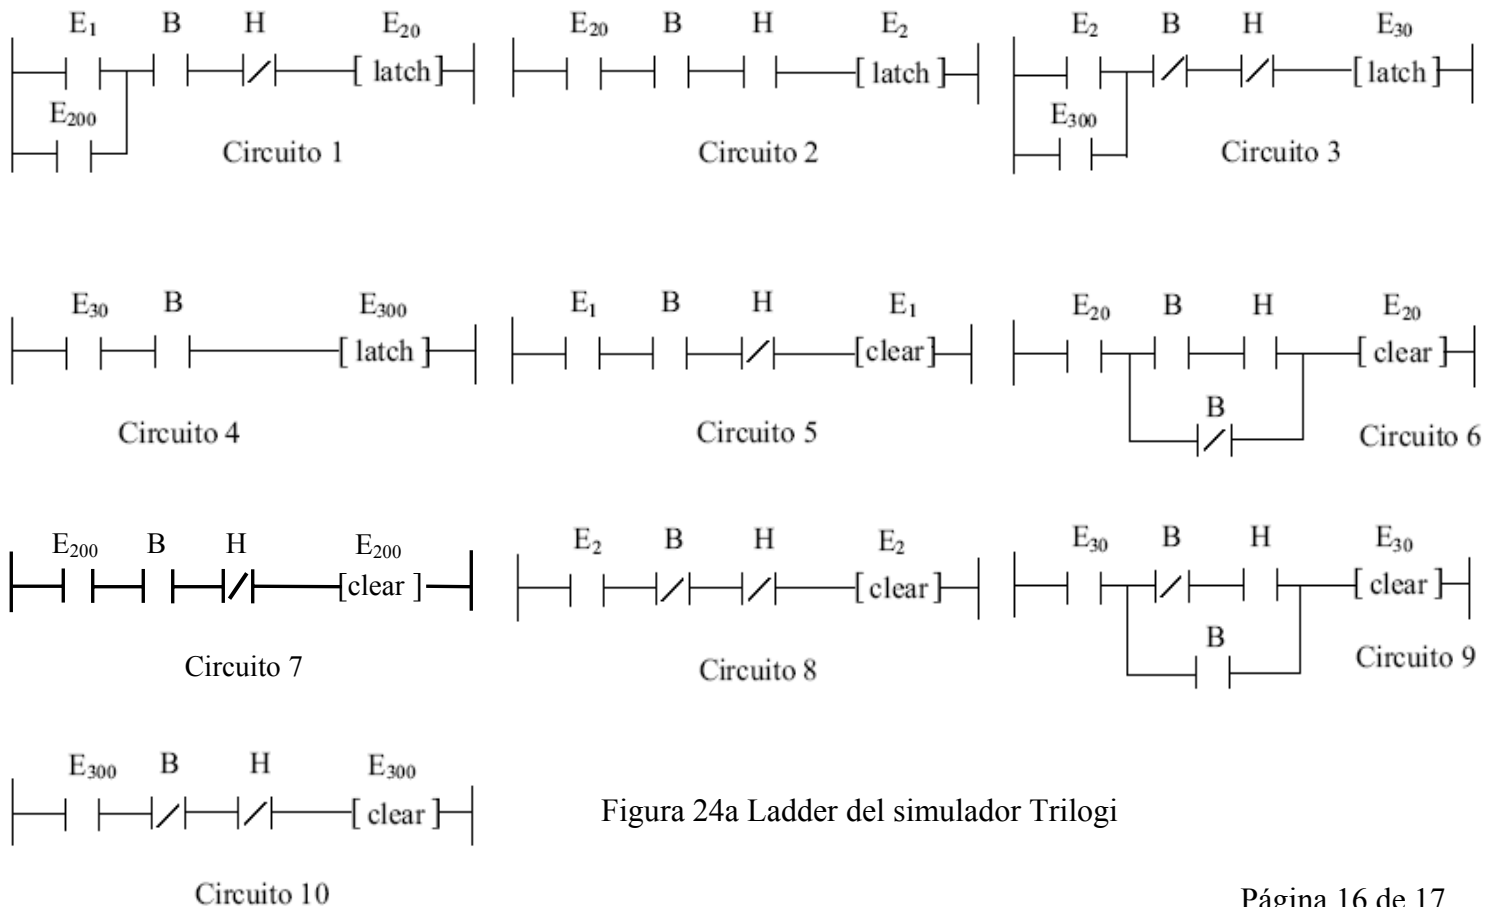 E1 B H E20
[ latch ]
E200
Circuito 1
E20 B H E2
[ latch ]
Circuito 2
E2 B H E30
[ latch ]
E300
Circuito 3
E30 B E300
[ latch ]
Circuito 4
E1 B H E1
[clear]
Circuito 5
E20 B H E20
[ clear ]
B
Circuito 6
E200 B H E200
[clear ]
Circuito 7
E2 B H E2
[clear]
Circuito 8
E30 B H E30
[ clear ]
B
Circuito 9
E300 B H E300
[ clear ]
Circuito 10
Figura 24a Ladder del simulador Trilogi
Página 16 de 17